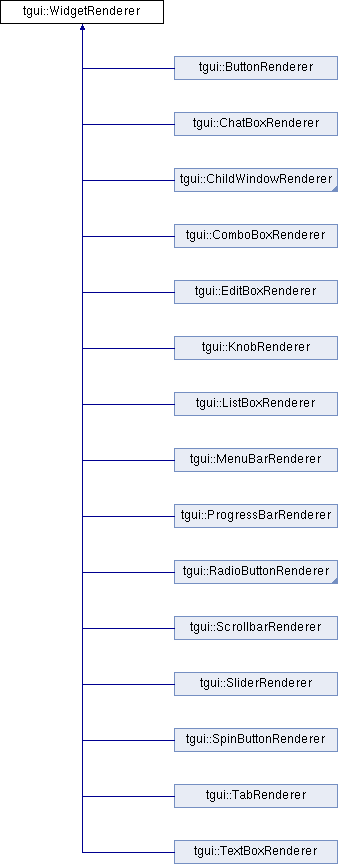 tgui::WidgetRenderer
tgui::ButtonRenderer
tgui::ChatBoxRenderer
tgui::ChildWindowRenderer
tgui::ComboBoxRenderer
tgui::EditBoxRenderer
tgui::KnobRenderer
tgui::ListBoxRenderer
tgui::MenuBarRenderer
tgui::ProgressBarRenderer
tgui::RadioButtonRenderer
tgui::ScrollbarRenderer
tgui::SliderRenderer
tgui::SpinButtonRenderer
tgui::TabRenderer
tgui::TextBoxRenderer